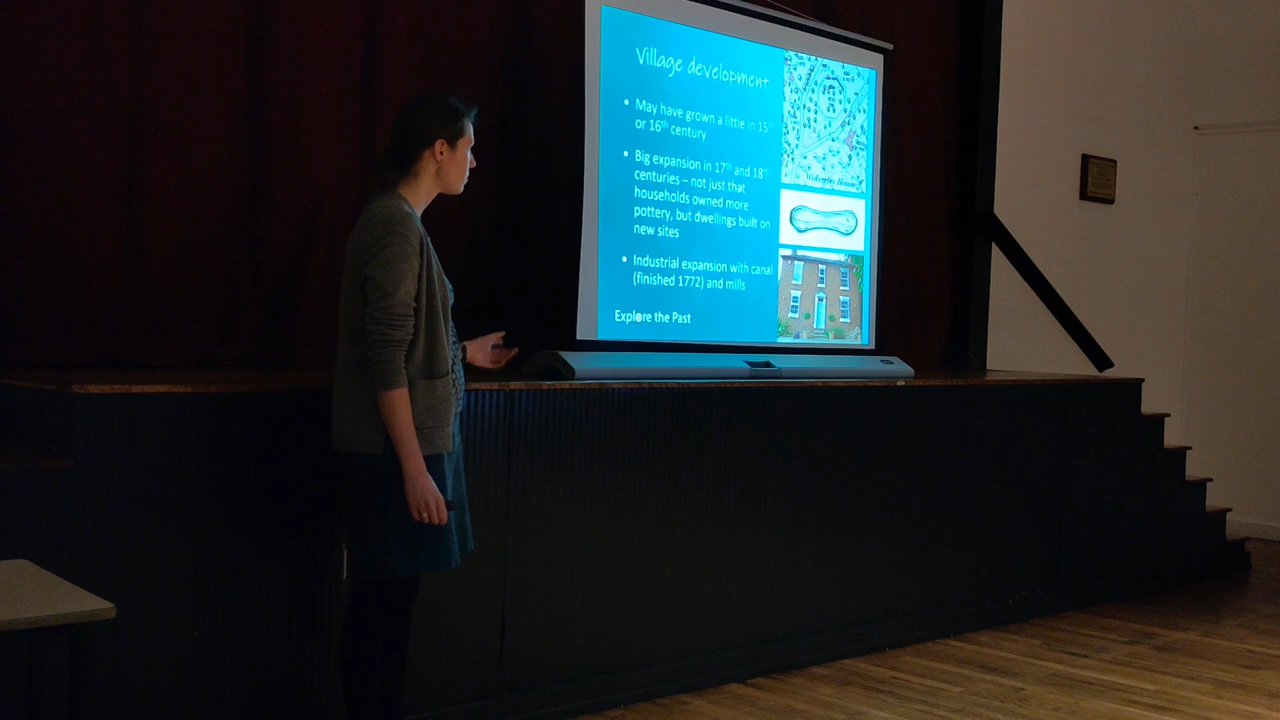 Village development
• May have grown a little in 15th
or 16th century
• Big expansion in 17th and 18th
centuries – not just that
households owned more
pottery, but dwellings built on
new sites
• Industrial expansion with canal
(finished 1772) and mills
Explore the Past
Wolverley House